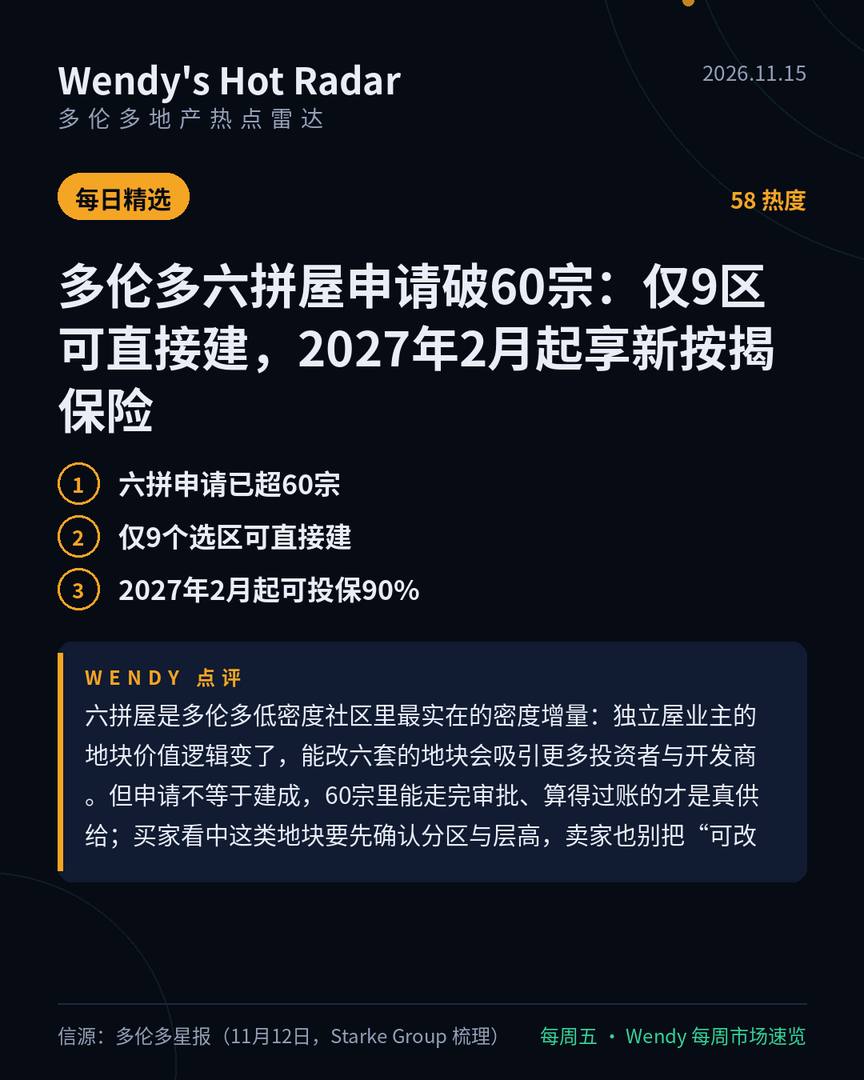 Wendy's Hot Radar
2026.11.15
多伦多地产热点雷达
每日精选
58 热度
多伦多六拼屋申请破60宗：仅9区
可直接建，2027年2月起享新按揭
保险
1 六拼申请已超60宗
2 仅9个选区可直接建
3 2027年2月起可投保90%
WENDY 点评
六拼屋是多伦多低密度社区里最实在的密度增量：独立屋业主的
地块价值逻辑变了，能改六套的地块会吸引更多投资者与开发商
。但申请不等于建成，60宗里能走完审批、算得过账的才是真供
给；买家看中这类地块要先确认分区与层高，卖家也别把“可改
信源：多伦多星报（11月12日，Starke Group 梳理）
每周五 · Wendy 每周市场速览